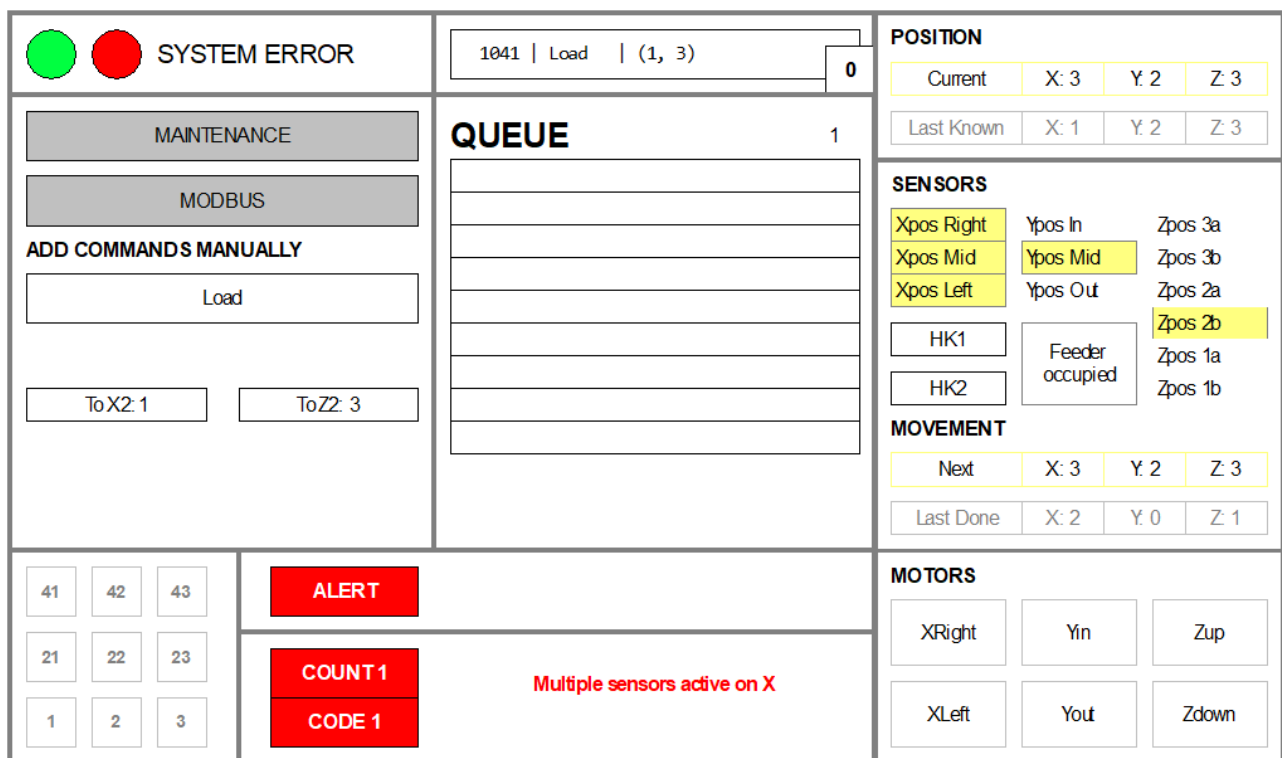 SYSTEM ERROR
1041 | Load | (1, 3)
0
MAINTENANCE
MODBUS
ADD COMMANDS MANUALLY
Load
To X2: 1 To Z2: 3
QUEUE 1
POSITION
Current X: 3 Y: 2 Z: 3
Last Known X: 1 Y: 2 Z: 3
SENSORS
Xpos Right Ypos In Zpos 3a
Xpos Mid Ypos Mid Zpos 3b
Xpos Left Ypos Out Zpos 2a
Zpos 2b
HK1 Feeder occupied Zpos 1a
HK2 Zpos 1b
MOVEMENT
Next X: 3 Y: 2 Z: 3
Last Done X: 2 Y: 0 Z: 1
41 42 43
21 22 23
1 2 3
ALERT
COUNT 1
CODE 1
Multiple sensors active on X
MOTORS
XRight Yin Zup
XLeft Yout Zdown